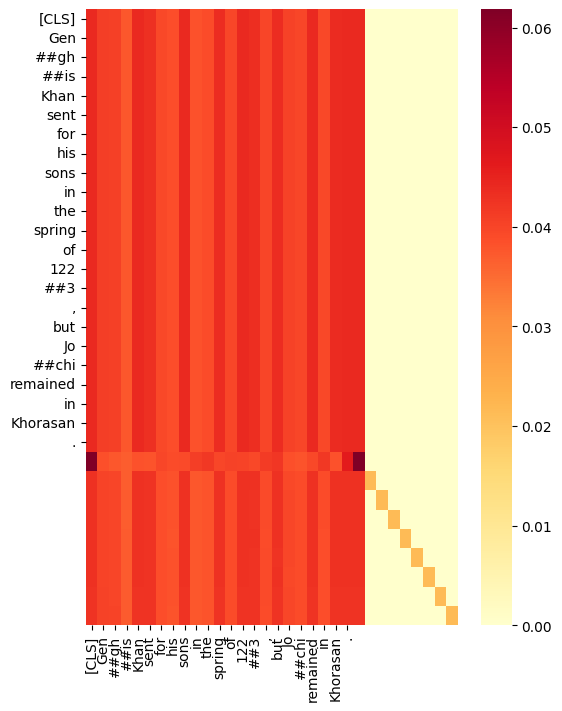 [CLS]
Gen
##gh
##is
Khan
sent
for
his
sons
in
the
spring
of
122
##3
,
but
Jo
##chi
remained
in
Khorasan
.
0.06
0.05
0.04
0.03
0.02
0.01
0.00
[CLS]
Gen
##gh
##is
Khan
sent
for
his
sons
in
the
spring
of
122
##3
,
but
Jo
##chi
remained
in
Khorasan
.